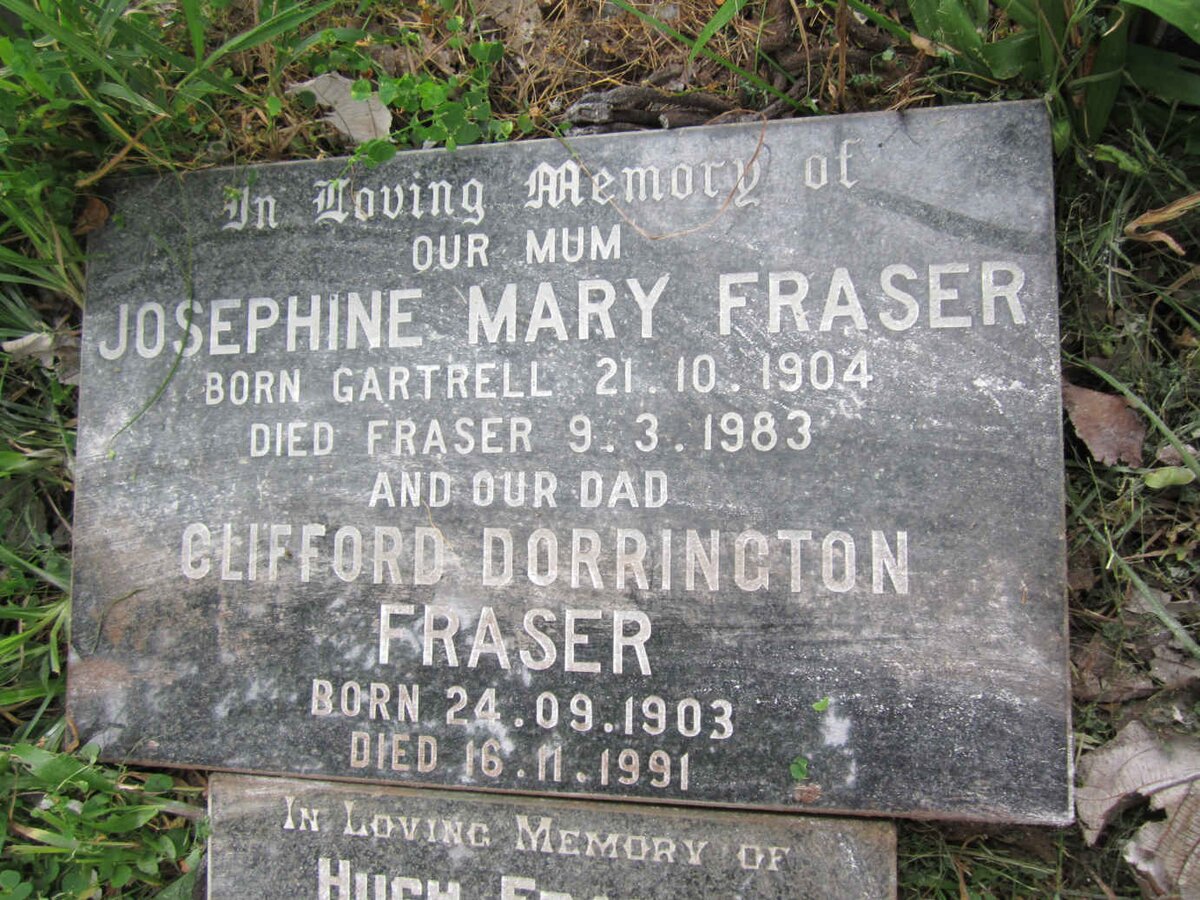 In Loving Memory of
OUR MUM
JOSEPHINE MARY FRASER
BORN GARTRELL 21.10.1904
DIED FRASER 9.3.1983
AND OUR DAD
CLIFFORD DORRINGTON
FRASER
BORN 24.09.1903
DIED 16.11.1991
IN LOVING MEMORY OF
HUGH